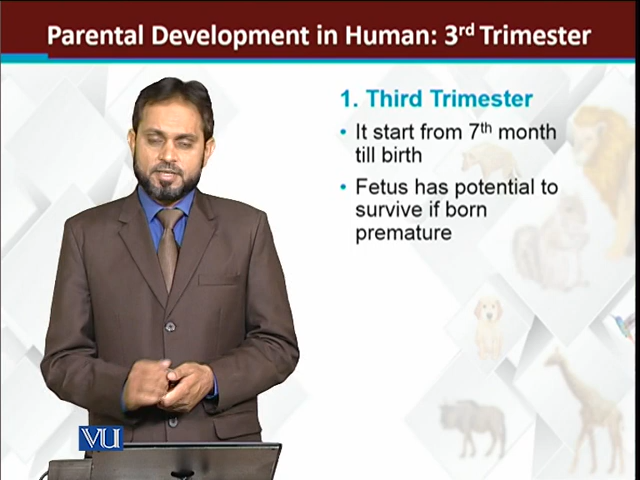 Parental Development in Human: 3rd Trimester
1. Third Trimester
• It start from 7th month
till birth
• Fetus has potential to
survive if born
premature
VU